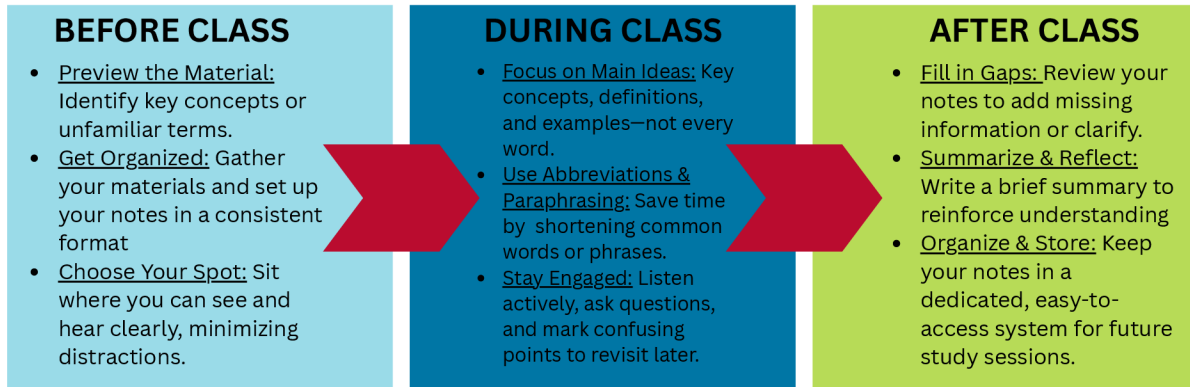 BEFORE CLASS
• Preview the Material:
Identify key concepts or
unfamiliar terms.
• Get Organized: Gather
your materials and set up
your notes in a consistent
format
• Choose Your Spot: Sit
where you can see and
hear clearly, minimizing
distractions.
DURING CLASS
• Focus on Main Ideas: Key
concepts, definitions,
and examples—not every
word.
• Use Abbreviations &
Paraphrasing: Save time
by  shortening common
words or phrases.
• Stay Engaged: Listen
actively, ask questions,
and mark confusing
points to revisit later.
AFTER CLASS
• Fill in Gaps: Review your
notes to add missing
information or clarify.
• Summarize & Reflect:
Write a brief summary to
reinforce understanding
• Organize & Store: Keep
your notes in a
dedicated, easy-to-
access system for future
study sessions.